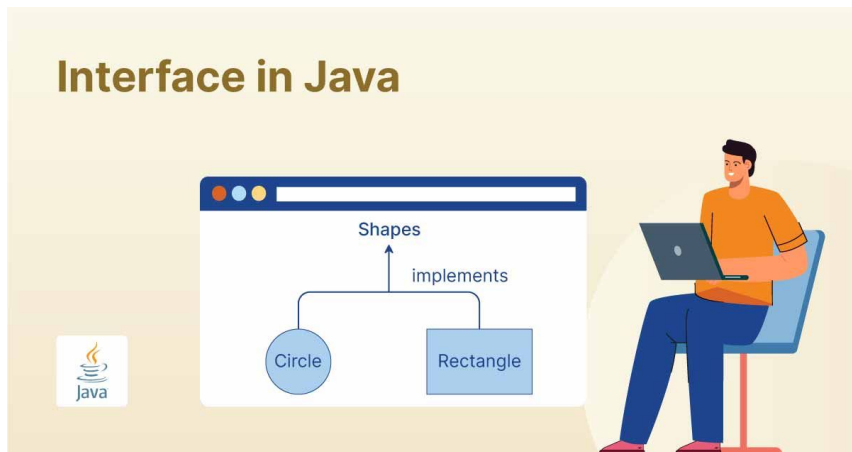 Interface in Java
Shapes
implements
Circle
Rectangle
Java